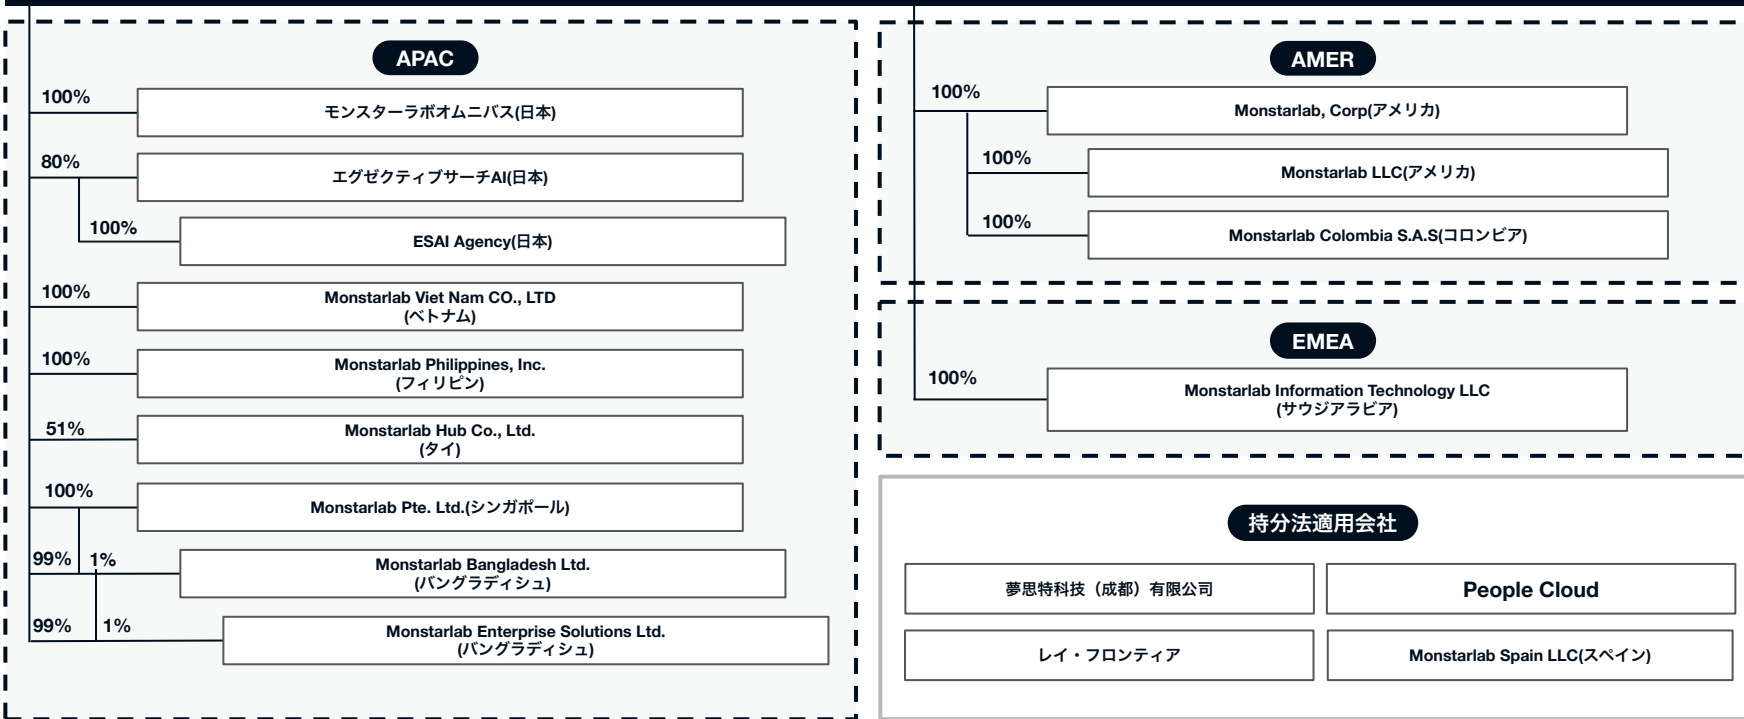 APAC
100%
モンスターラボオムニバス(日本)
80%
エグゼクティブサーチAI(日本)
100%
ESAI Agency(日本)
100%
Monstarlab Viet Nam CO., LTD
(ベトナム)
100%
Monstarlab Philippines, Inc.
(フィリピン)
51%
Monstarlab Hub Co., Ltd.
(タイ)
100%
Monstarlab Pte. Ltd.(シンガポール)
99% 1%
Monstarlab Bangladesh Ltd.
(バングラディシュ)
99% 1%
Monstarlab Enterprise Solutions Ltd.
(バングラディシュ)
AMER
100%
Monstarlab, Corp(アメリカ)
100%
Monstarlab LLC(アメリカ)
100%
Monstarlab Colombia S.A.S(コロンビア)
EMEA
100%
Monstarlab Information Technology LLC
(サウジアラビア)
持分法適用会社
夢思特科技（成都）有限公司
People Cloud
レイ・フロンティア
Monstarlab Spain LLC(スペイン)